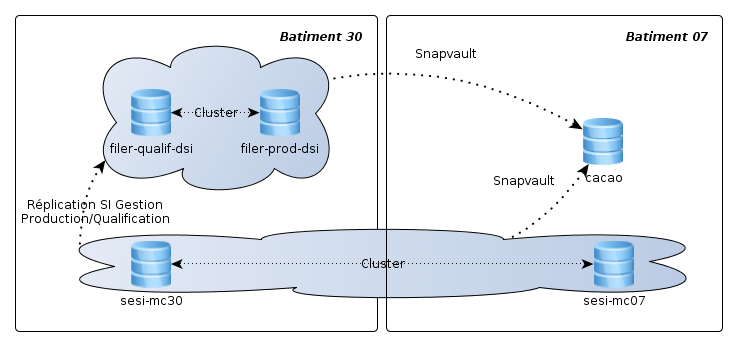 Batiment 30
Batiment 07
Snapvault
Cluster
filer-qualif-dsi
filer-prod-dsi
cacao
Snapvault
Réplication SI Gestion
Production/Qualification
Cluster
sesi-mc30
sesi-mc07